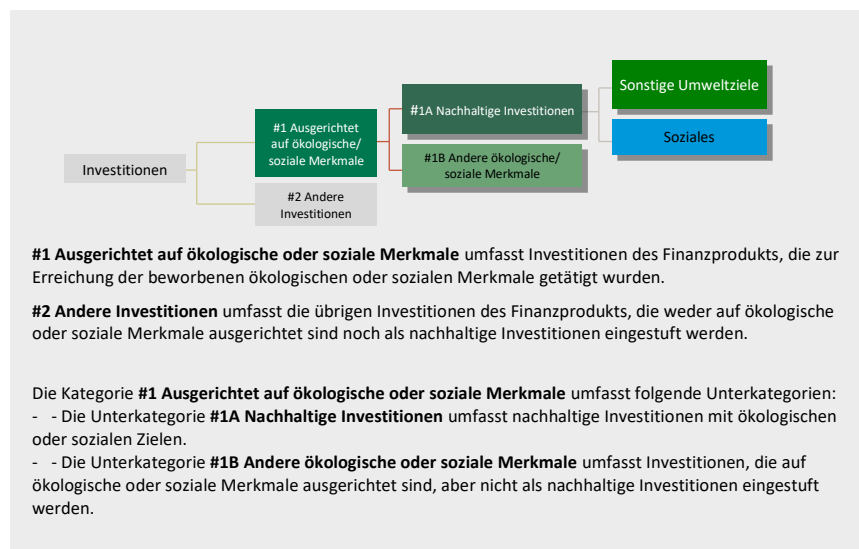 Sonstige Umweltziele
#1A Nachhaltige Investitionen
#1 Ausgerichtet
auf ökologische/
soziale Merkmale
Soziales
Investitionen
#1B Andere ökologische/
soziale Merkmale
#2 Andere
Investitionen
#1 Ausgerichtet auf ökologische oder soziale Merkmale umfasst Investitionen des Finanzprodukts, die zur
Erreichung der beworbenen ökologischen oder sozialen Merkmale getätigt wurden.
#2 Andere Investitionen umfasst die übrigen Investitionen des Finanzprodukts, die weder auf ökologische
oder soziale Merkmale ausgerichtet sind noch als nachhaltige Investitionen eingestuft werden.
Die Kategorie #1 Ausgerichtet auf ökologische oder soziale Merkmale umfasst folgende Unterkategorien:
- - Die Unterkategorie #1A Nachhaltige Investitionen umfasst nachhaltige Investitionen mit ökologischen
oder sozialen Zielen.
- - Die Unterkategorie #1B Andere ökologische oder soziale Merkmale umfasst Investitionen, die auf
ökologische oder soziale Merkmale ausgerichtet sind, aber nicht als nachhaltige Investitionen eingestuft
werden.